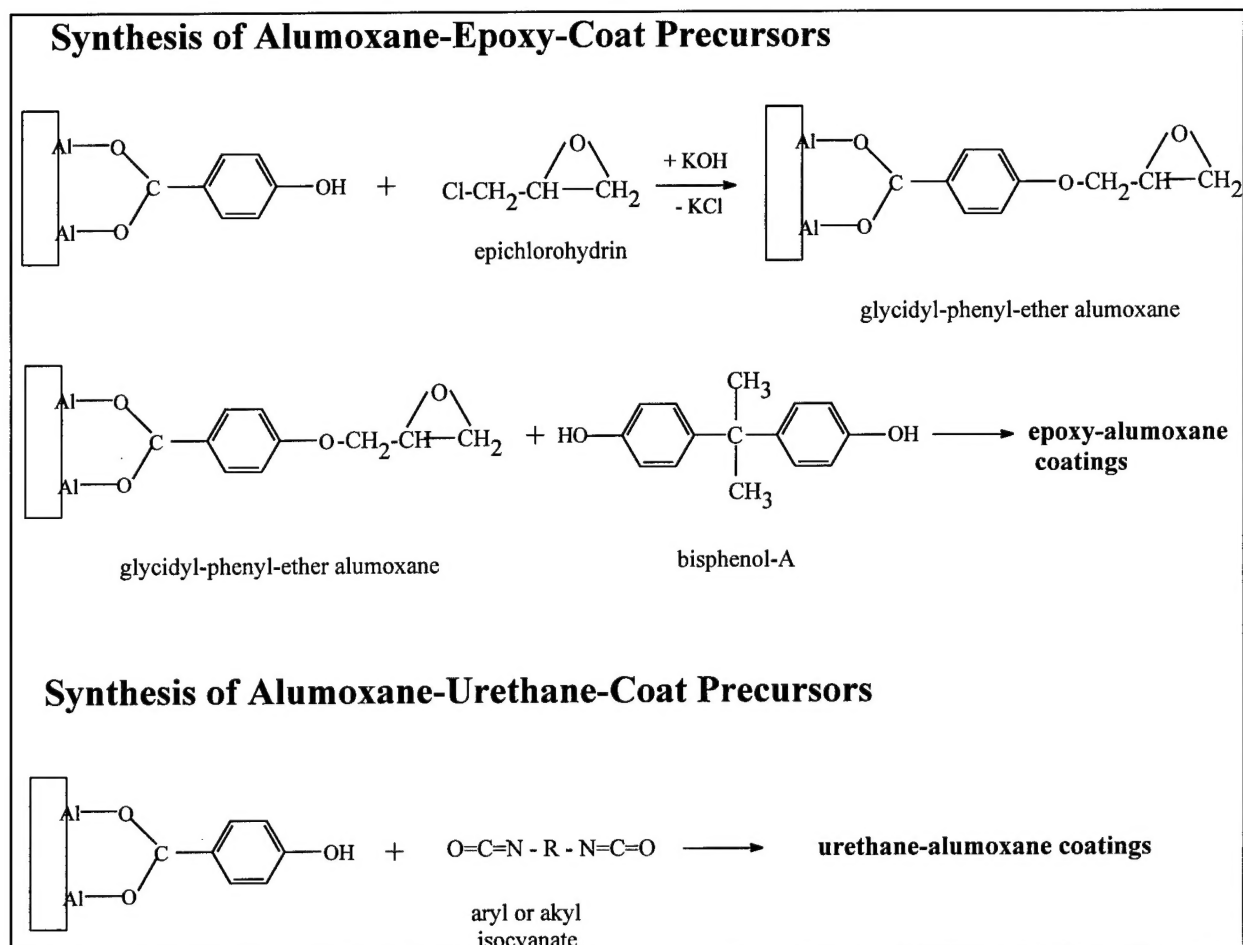 Synthesis of Alumoxane-Epoxy-Coat Precursors
Al—O
C
Al—O
OH
+
Cl-CH2-CH
O
CH2
+ KOH
- KCl
epichlorohydrin
Al—O
C
Al—O
O-CH2-CH
O
CH2
glycidyl-phenyl-ether alumoxane
Al—O
C
Al—O
O-CH2-CH
O
CH2
+
HO
CH3
C
CH3
OH
epoxy-alumoxane
coatings
glycidyl-phenyl-ether alumoxane
bisphenol-A
Synthesis of Alumoxane-Urethane-Coat Precursors
Al—O
C
Al—O
OH
+
O=C=N - R - N=C=O
urethane-alumoxane coatings
aryl or akyl
isocyanate